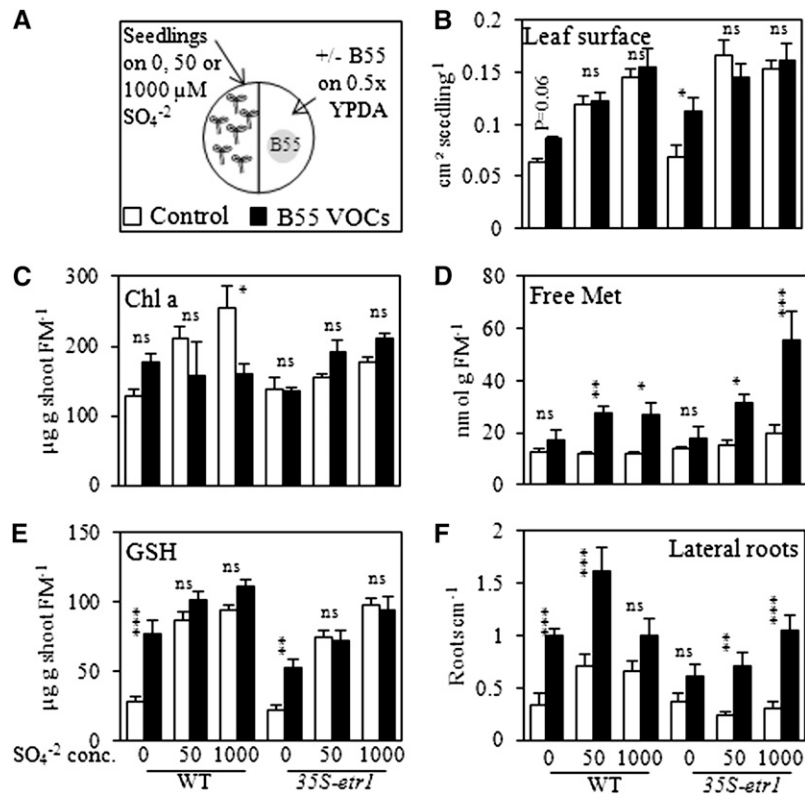 A
Seedlings
on 0, 50 or
1000 µM
SO₄⁻²
+/- B55
on 0.5x
YPDA
B55
Control
B55 VOCs
B
Leaf surface
cm² seedling⁻¹
0.2
0.15
0.1
0.05
0
P=0.06
ns
ns
*
ns
ns
C
Chl a
µg g shoot FM⁻¹
300
200
100
0
ns
ns
*
ns
ns
ns
D
Free Met
nmol g FM⁻¹
80
60
40
20
0
ns
**
*
ns
*
***
E
GSH
µg g shoot FM⁻¹
150
100
50
0
***
ns
ns
**
ns
ns
SO₄⁻² conc.
0 50 1000 0 50 1000
WT 35S-etr1
F
Lateral roots
Roots cm⁻¹
2
1.5
1
0.5
0
***
***
ns
ns
**
***
0 50 1000 0 50 1000
WT 35S-etr1